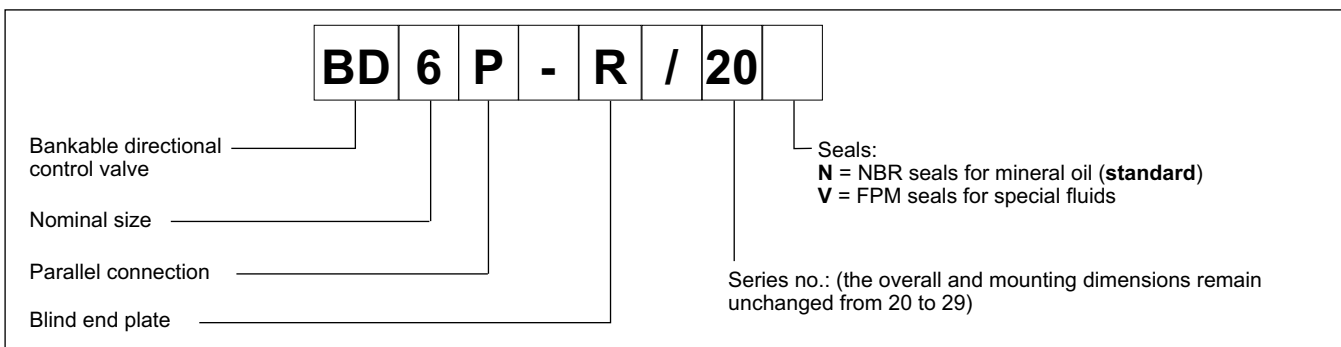 BD 6 P - R / 20
Bankable directional
control valve
Nominal size
Parallel connection
Blind end plate
Seals:
N = NBR seals for mineral oil (standard)
V = FPM seals for special fluids
Series no.: (the overall and mounting dimensions remain
unchanged from 20 to 29)